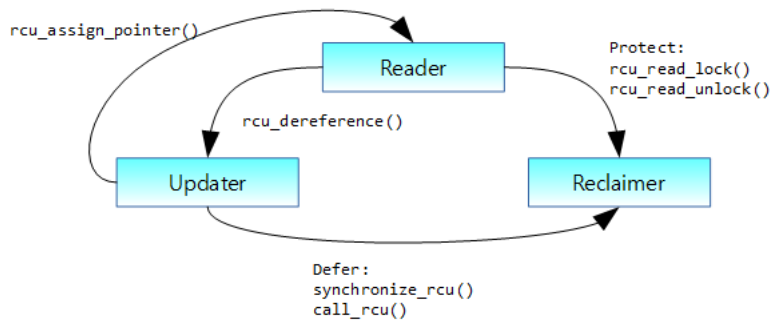 rcu_assign_pointer()
Reader
Protect:
rcu_read_lock()
rcu_read_unlock()
rcu_dereference()
Updater
Reclaimer
Defer:
synchronize_rcu()
call_rcu()